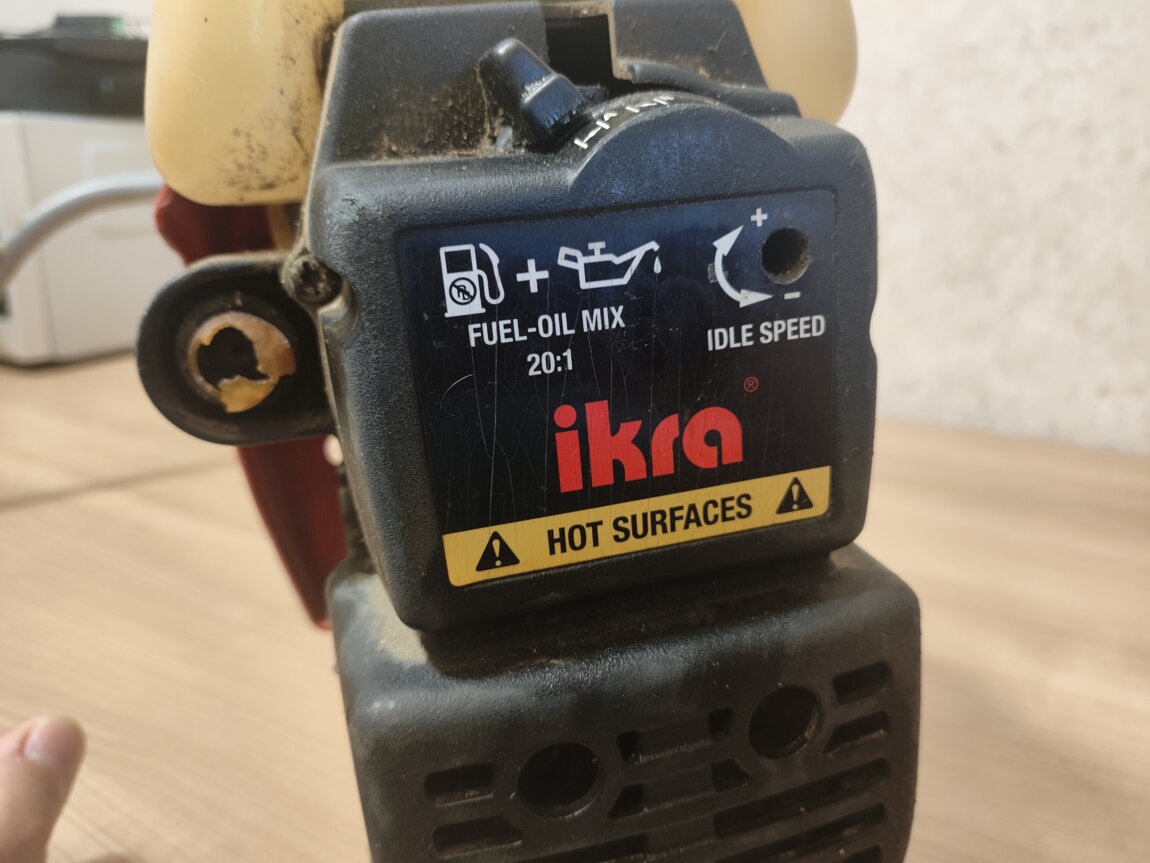 +
FUEL-OIL MIX
20:1
+
-
IDLE SPEED
ikra®
HOT SURFACES